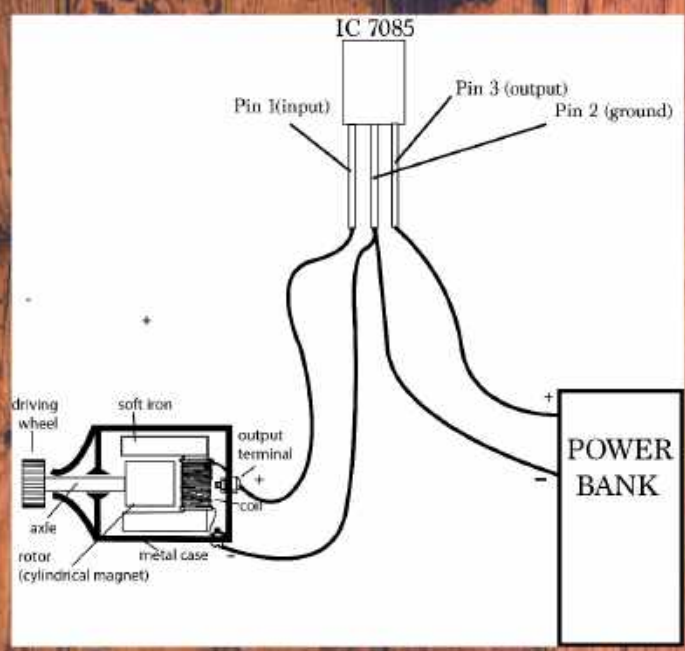 IC 7085
Pin 1(input)
Pin 3 (output)
Pin 2 (ground)
-
+
driving
wheel
soft iron
output
terminal
+
coil
axle
rotor
(cylindrical magnet)
metal case
-
+
-
POWER
BANK